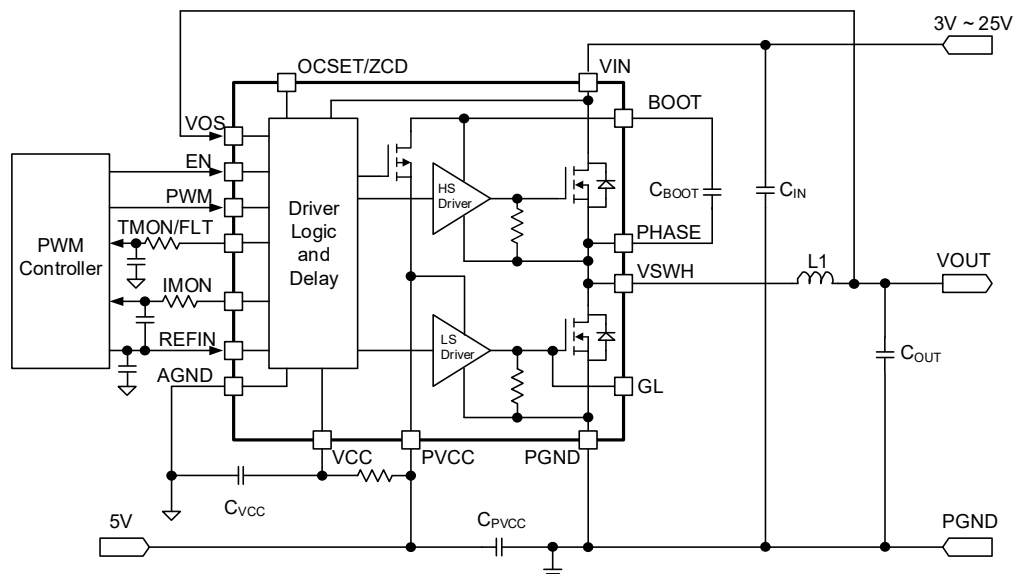 3V ~ 25V
OCSET/ZCD
VIN
BOOT
VOS
EN
PWM
TMON/FLT
IMON
REFIN
AGND
PWM
Controller
Driver
Logic
and
Delay
HS
Driver
LS
Driver
CBOOT
CIN
PHASE
VSWH
L1
VOUT
COUT
GL
VCC
PVCC
PGND
CVCC
5V
CPVCC
PGND